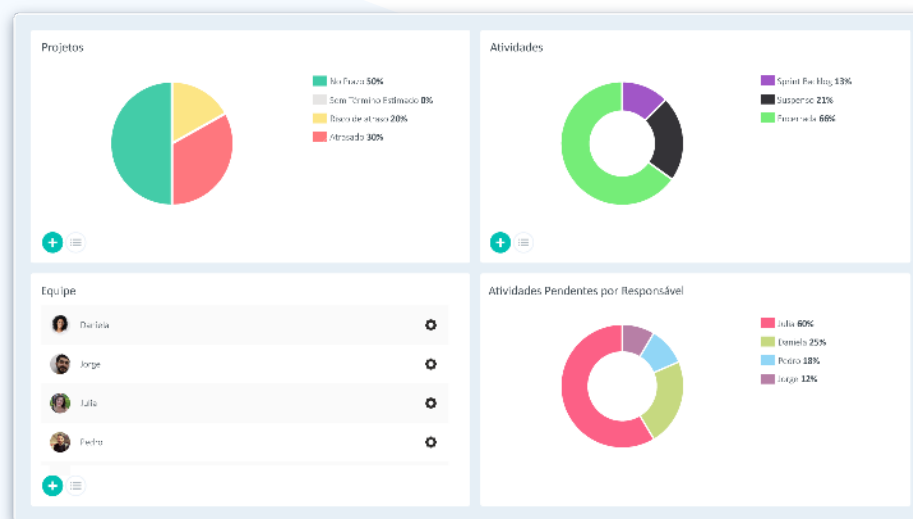 Projetos
No Prazo 50%
Sem Término Estimado 0%
Risco de atraso 20%
Atrasado 30%
Atividades
Sprint Backlog 13%
Suspenso 21%
Encerrada 66%
Equipe
Daniela
Jorge
Julia
Pedro
Atividades Pendentes por Responsável
Julia 60%
Daniela 25%
Pedro 18%
Jorge 12%